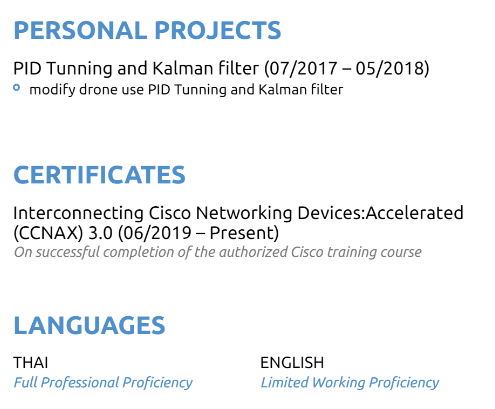 PERSONAL PROJECTS
PID Tunning and Kalman filter (07/2017 – 05/2018)
modify drone use PID Tunning and Kalman filter
CERTIFICATES
Interconnecting Cisco Networking Devices:Accelerated
(CCNAX) 3.0 (06/2019 – Present)
On successful completion of the authorized Cisco training course
LANGUAGES
THAI
Full Professional Proficiency
ENGLISH
Limited Working Proficiency